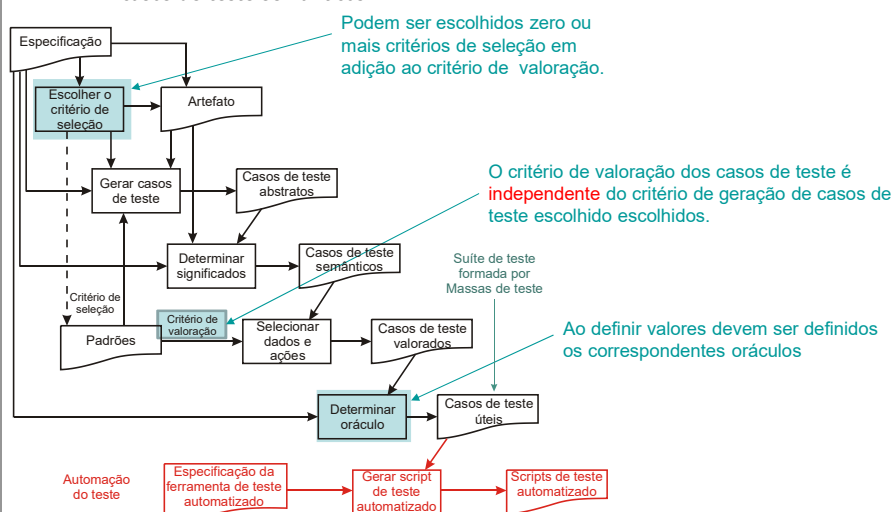 Podem ser escolhidos zero ou
mais critérios de seleção em
adição ao critério de valoração.
Especificação
Escolher o
critério de
seleção
Artefato
Gerar casos
de teste
Casos de teste
abstratos
O critério de valoração dos casos de teste é
independente do critério de geração de casos de
teste escolhido escolhidos.
Determinar
significados
Casos de teste
semânticos
Suíte de teste
formada por
Massas de teste
Critério de
seleção
Critério de
valoração
Padrões
Selecionar
dados e
ações
Casos de teste
valorados
Ao definir valores devem ser definidos
os correspondentes oráculos
Determinar
oráculo
Casos de teste
úteis
Automação
do teste
Especificação da
ferramenta de teste
automatizado
Gerar script
de teste
automatizado
Scripts de teste
automatizado